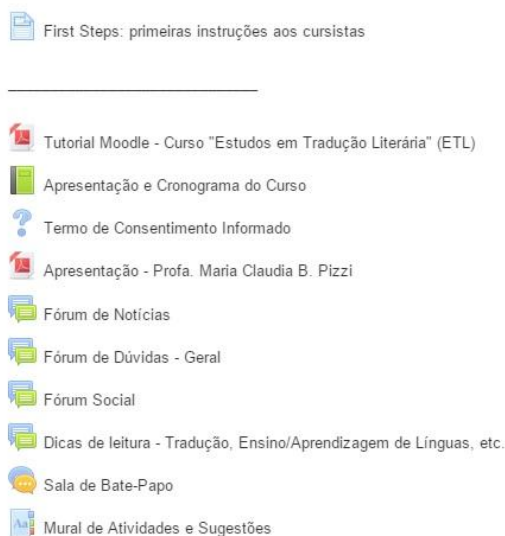 First Steps: primeiras instruções aos cursistas
Tutorial Moodle - Curso "Estudos em Tradução Literária" (ETL)
Apresentação e Cronograma do Curso
Termo de Consentimento Informado
Apresentação - Profa. Maria Claudia B. Pizzi
Fórum de Notícias
Fórum de Dúvidas - Geral
Fórum Social
Dicas de leitura - Tradução, Ensino/Aprendizagem de Línguas, etc.
Sala de Bate-Papo
Aa
Mural de Atividades e Sugestões